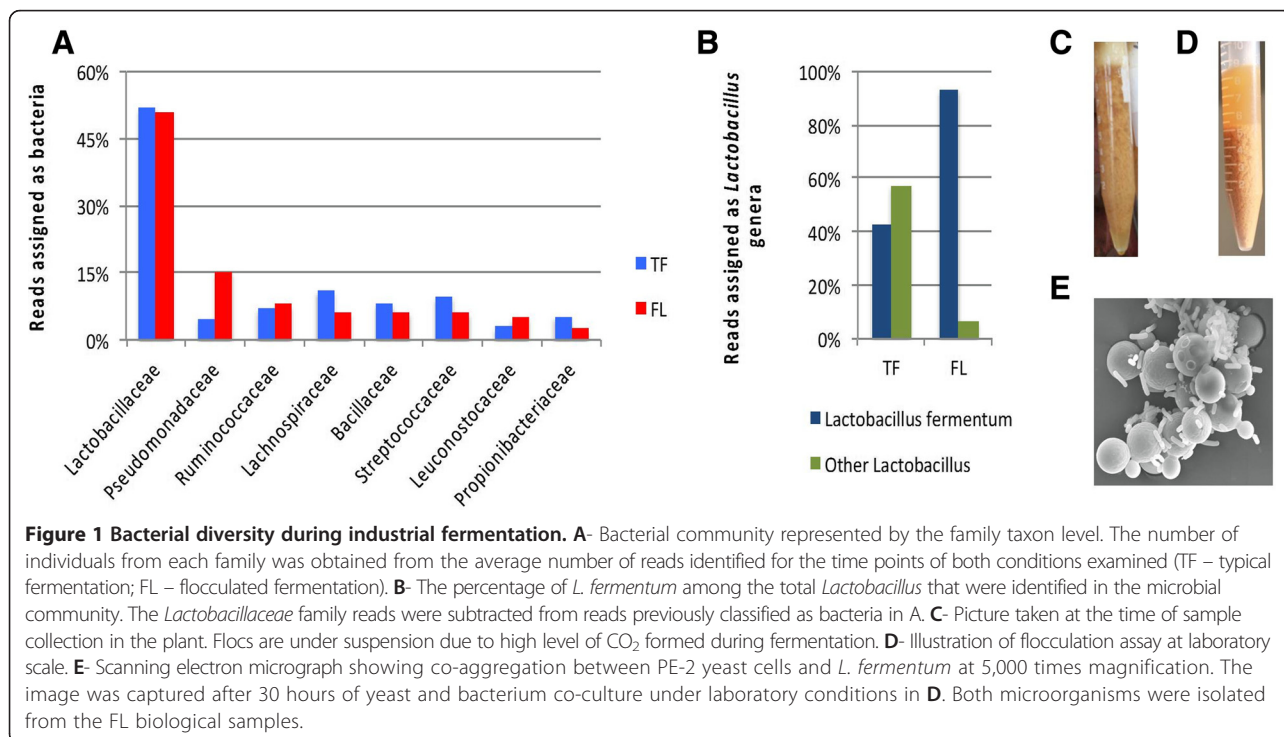 A
Reads assigned as bacteria
60%
45%
30%
15%
0%
Lactobacillaceae
Pseudomonadaceae
Ruminococcaceae
Lachnospiraceae
Bacillaceae
Streptococcaceae
Leuconostocaceae
Propionibacteriaceae
TF
FL
B
Reads assigned as Lactobacillus
genera
100%
80%
60%
40%
20%
0%
TF
FL
Lactobacillus fermentum
Other Lactobacillus
C
D
E
Figure 1 Bacterial diversity during industrial fermentation. A- Bacterial community represented by the family taxon level. The number of
individuals from each family was obtained from the average number of reads identified for the time points of both conditions examined (TF – typical
fermentation; FL – flocculated fermentation). B- The percentage of L. fermentum among the total Lactobacillus that were identified in the microbial
community. The Lactobacillaceae family reads were subtracted from reads previously classified as bacteria in A. C- Picture taken at the time of sample
collection in the plant. Flocs are under suspension due to high level of CO₂ formed during fermentation. D- Illustration of flocculation assay at laboratory
scale. E- Scanning electron micrograph showing co-aggregation between PE-2 yeast cells and L. fermentum at 5,000 times magnification. The
image was captured after 30 hours of yeast and bacterium co-culture under laboratory conditions in D. Both microorganisms were isolated
from the FL biological samples.